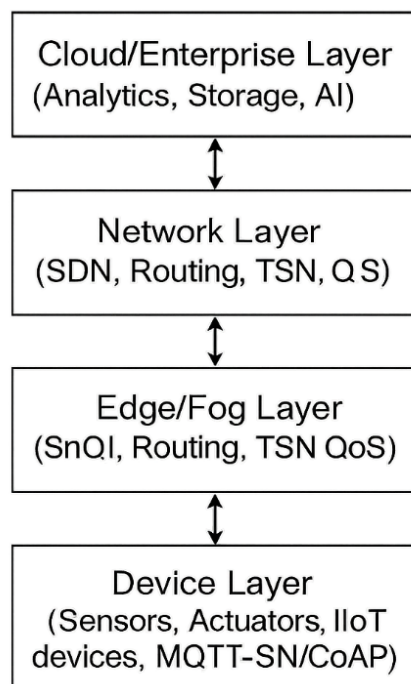 Cloud/Enterprise Layer
(Analytics, Storage, AI)
Network Layer
(SDN, Routing, TSN, Q S)
Edge/Fog Layer
(SnQI, Routing, TSN QoS)
Device Layer
(Sensors, Actuators, IIoT
devices, MQTT-SN/CoAP)